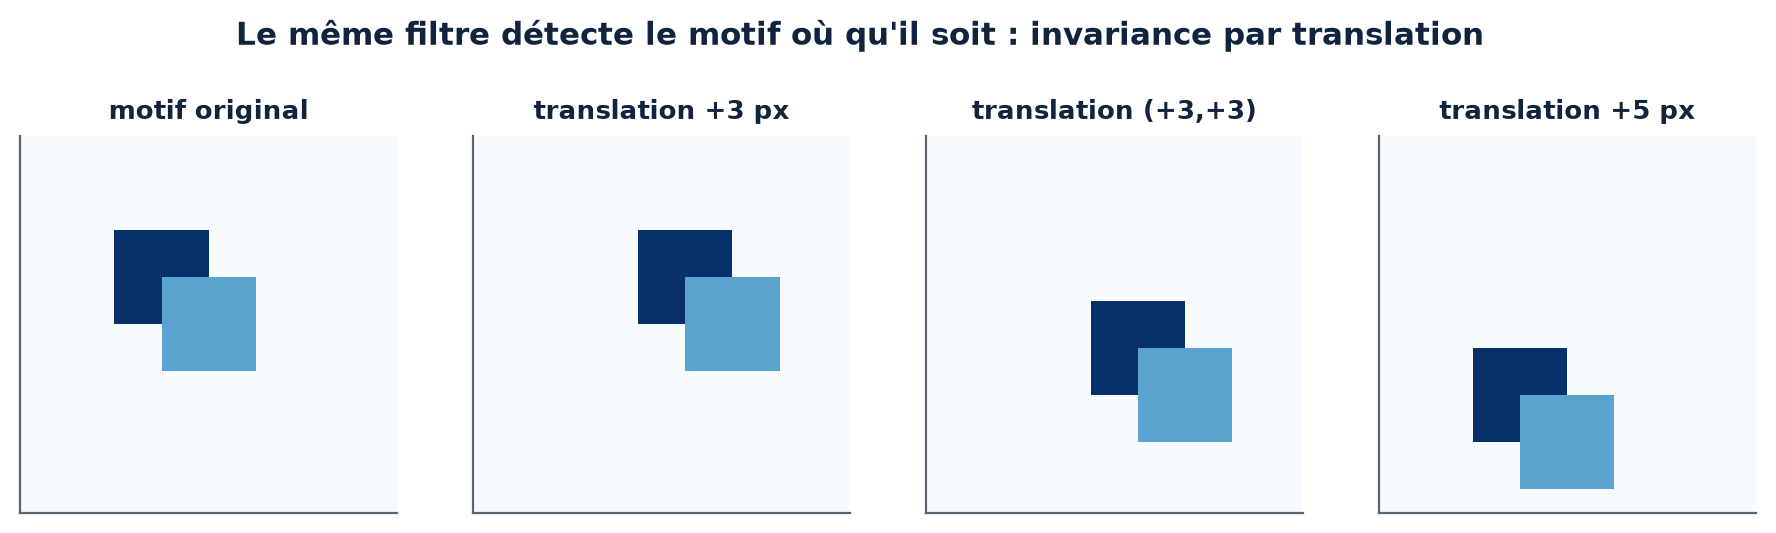 Le même filtre détecte le motif où qu'il soit : invariance par translation
motif original
translation +3 px
translation (+3,+3)
translation +5 px